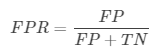 FPR = FP / (FP + TN)